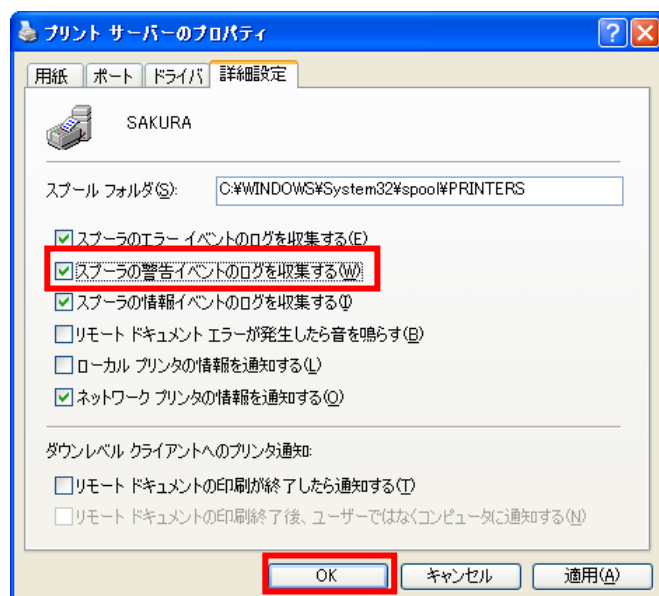 プリント サーバーのプロパティ
用紙 ポート ドライバ 詳細設定
SAKURA
スプール フォルダ(S): C:¥WINDOWS¥System32¥spool¥PRINTERS
スプーラのエラー イベントのログを収集する(E)
スプーラの警告イベントのログを収集する(W)
スプーラの情報イベントのログを収集する(I)
リモート ドキュメント エラーが発生したら音を鳴らす(B)
ローカル プリンタの情報を通知する(L)
ネットワーク プリンタの情報を通知する(O)
ダウンレベル クライアントへのプリンタ通知:
リモート ドキュメントの印刷が終了したら通知する(T)
リモート ドキュメントの印刷終了後、ユーザーではなくコンピュータに通知する(N)
OK キャンセル 適用(A)